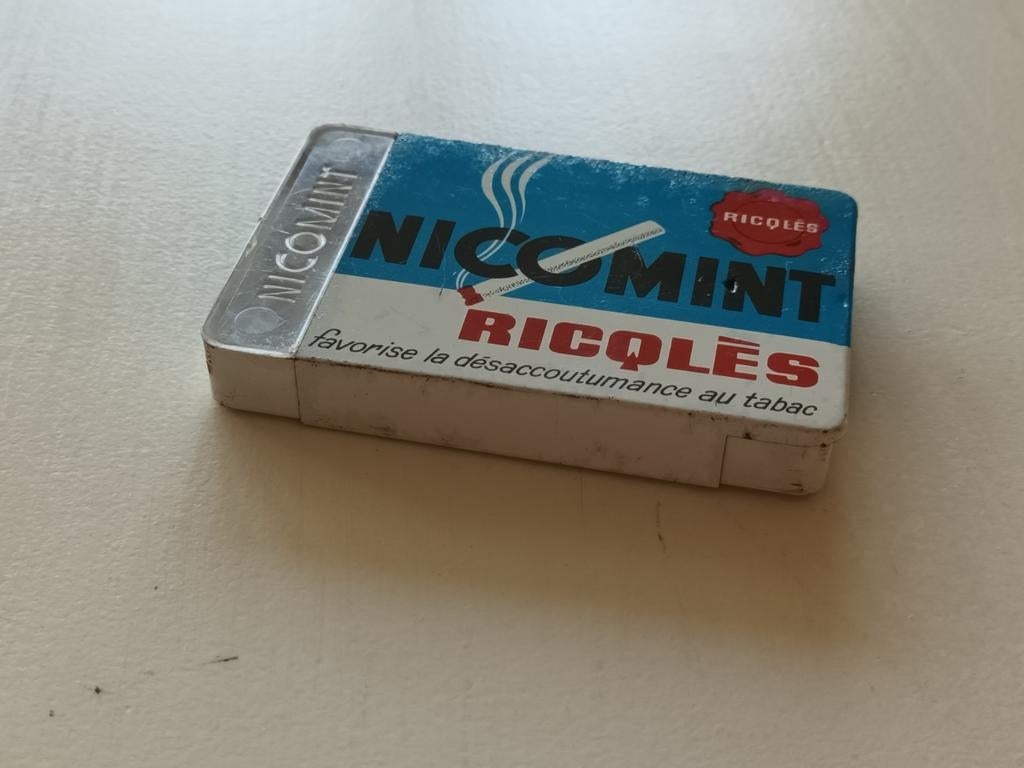 NICOMINT
RICQLÈS
NICOMINT
RICQLÈS
favorise la désaccoutumance au tabac